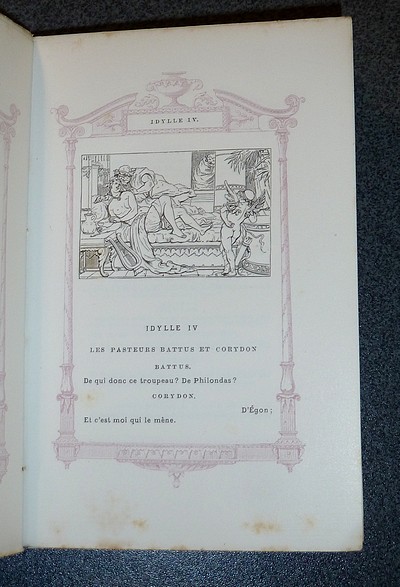 IDYLLE IV.
IDYLLE IV
LES PASTEURS BATTUS ET CORYDON
BATTUS.
De qui donc ce troupeau? De Philondas?
CORYDON.
D'Égon;
Et c'est moi qui le mène.